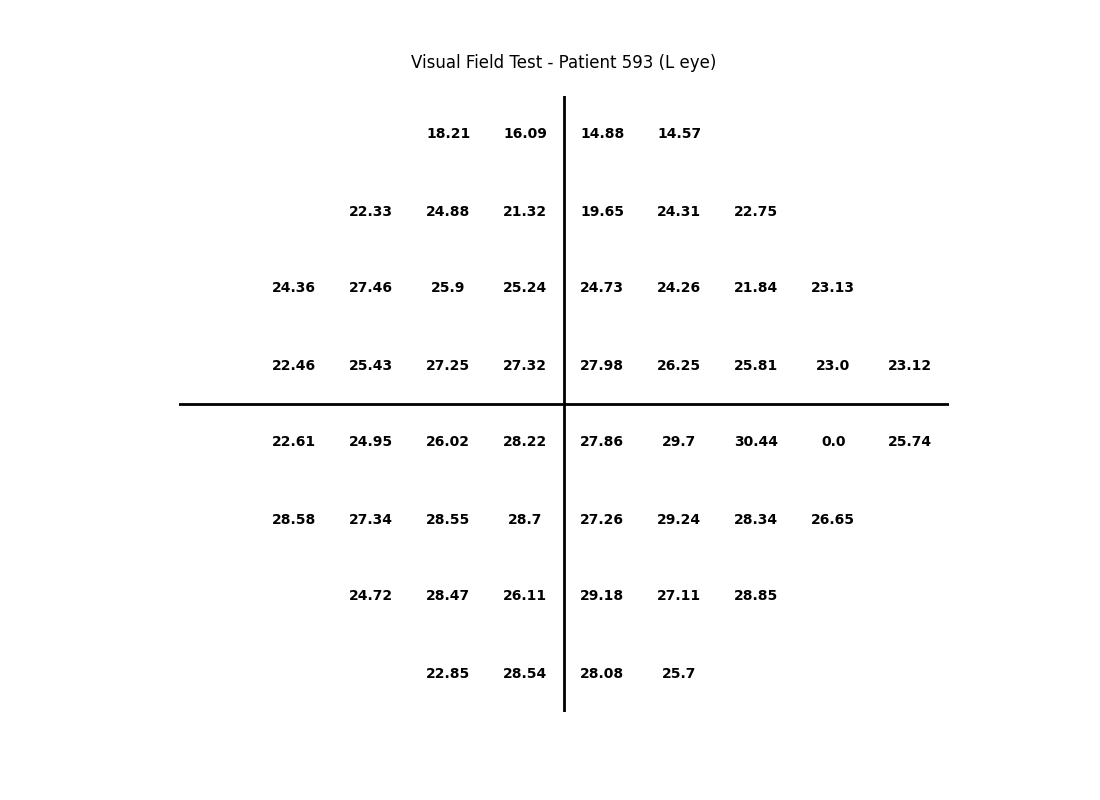 Visual Field Test - Patient 593 (L eye)
18.21 16.09 14.88 14.57
22.33 24.88 21.32 19.65 24.31 22.75
24.36 27.46 25.9 25.24 24.73 24.26 21.84 23.13
22.46 25.43 27.25 27.32 27.98 26.25 25.81 23.0 23.12
22.61 24.95 26.02 28.22 27.86 29.7 30.44 0.0 25.74
28.58 27.34 28.55 28.7 27.26 29.24 28.34 26.65
24.72 28.47 26.11 29.18 27.11 28.85
22.85 28.54 28.08 25.7